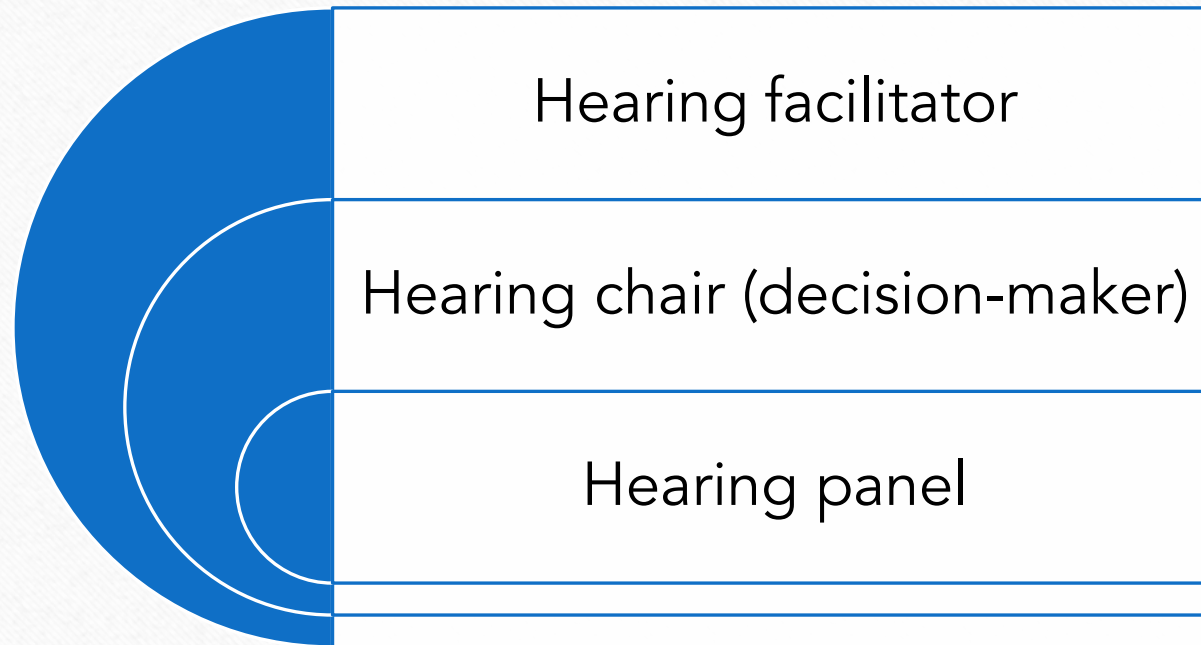 Hearing facilitator
Hearing chair (decision-maker)
Hearing panel